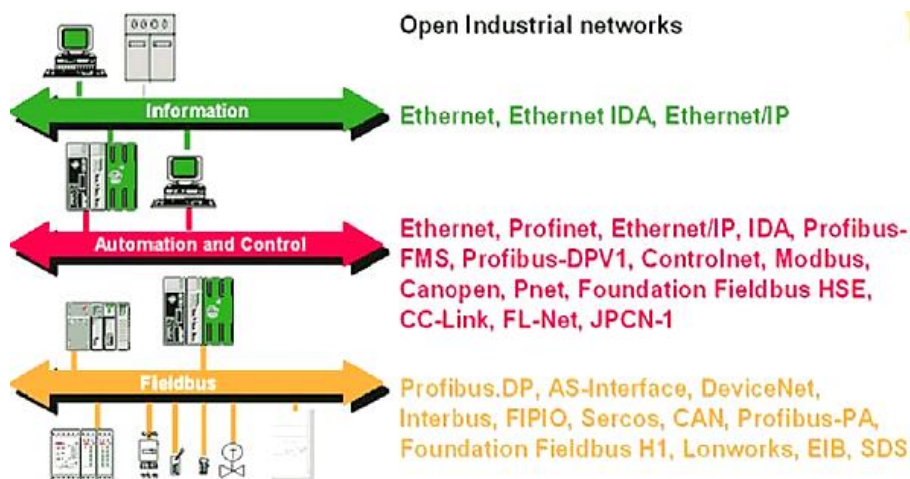 Open Industrial networks
Information
Ethernet, Ethernet IDA, Ethernet/IP
Automation and Control
Ethernet, Profinet, Ethernet/IP, IDA, Profibus-
FMS, Profibus-DPV1, Controlnet, Modbus,
Canopen, Pnet, Foundation Fieldbus HSE,
CC-Link, FL-Net, JPCN-1
Fieldbus
Profibus.DP, AS-Interface, DeviceNet,
Interbus, FIPIO, Sercos, CAN, Profibus-PA,
Foundation Fieldbus H1, Lonworks, EIB, SDS